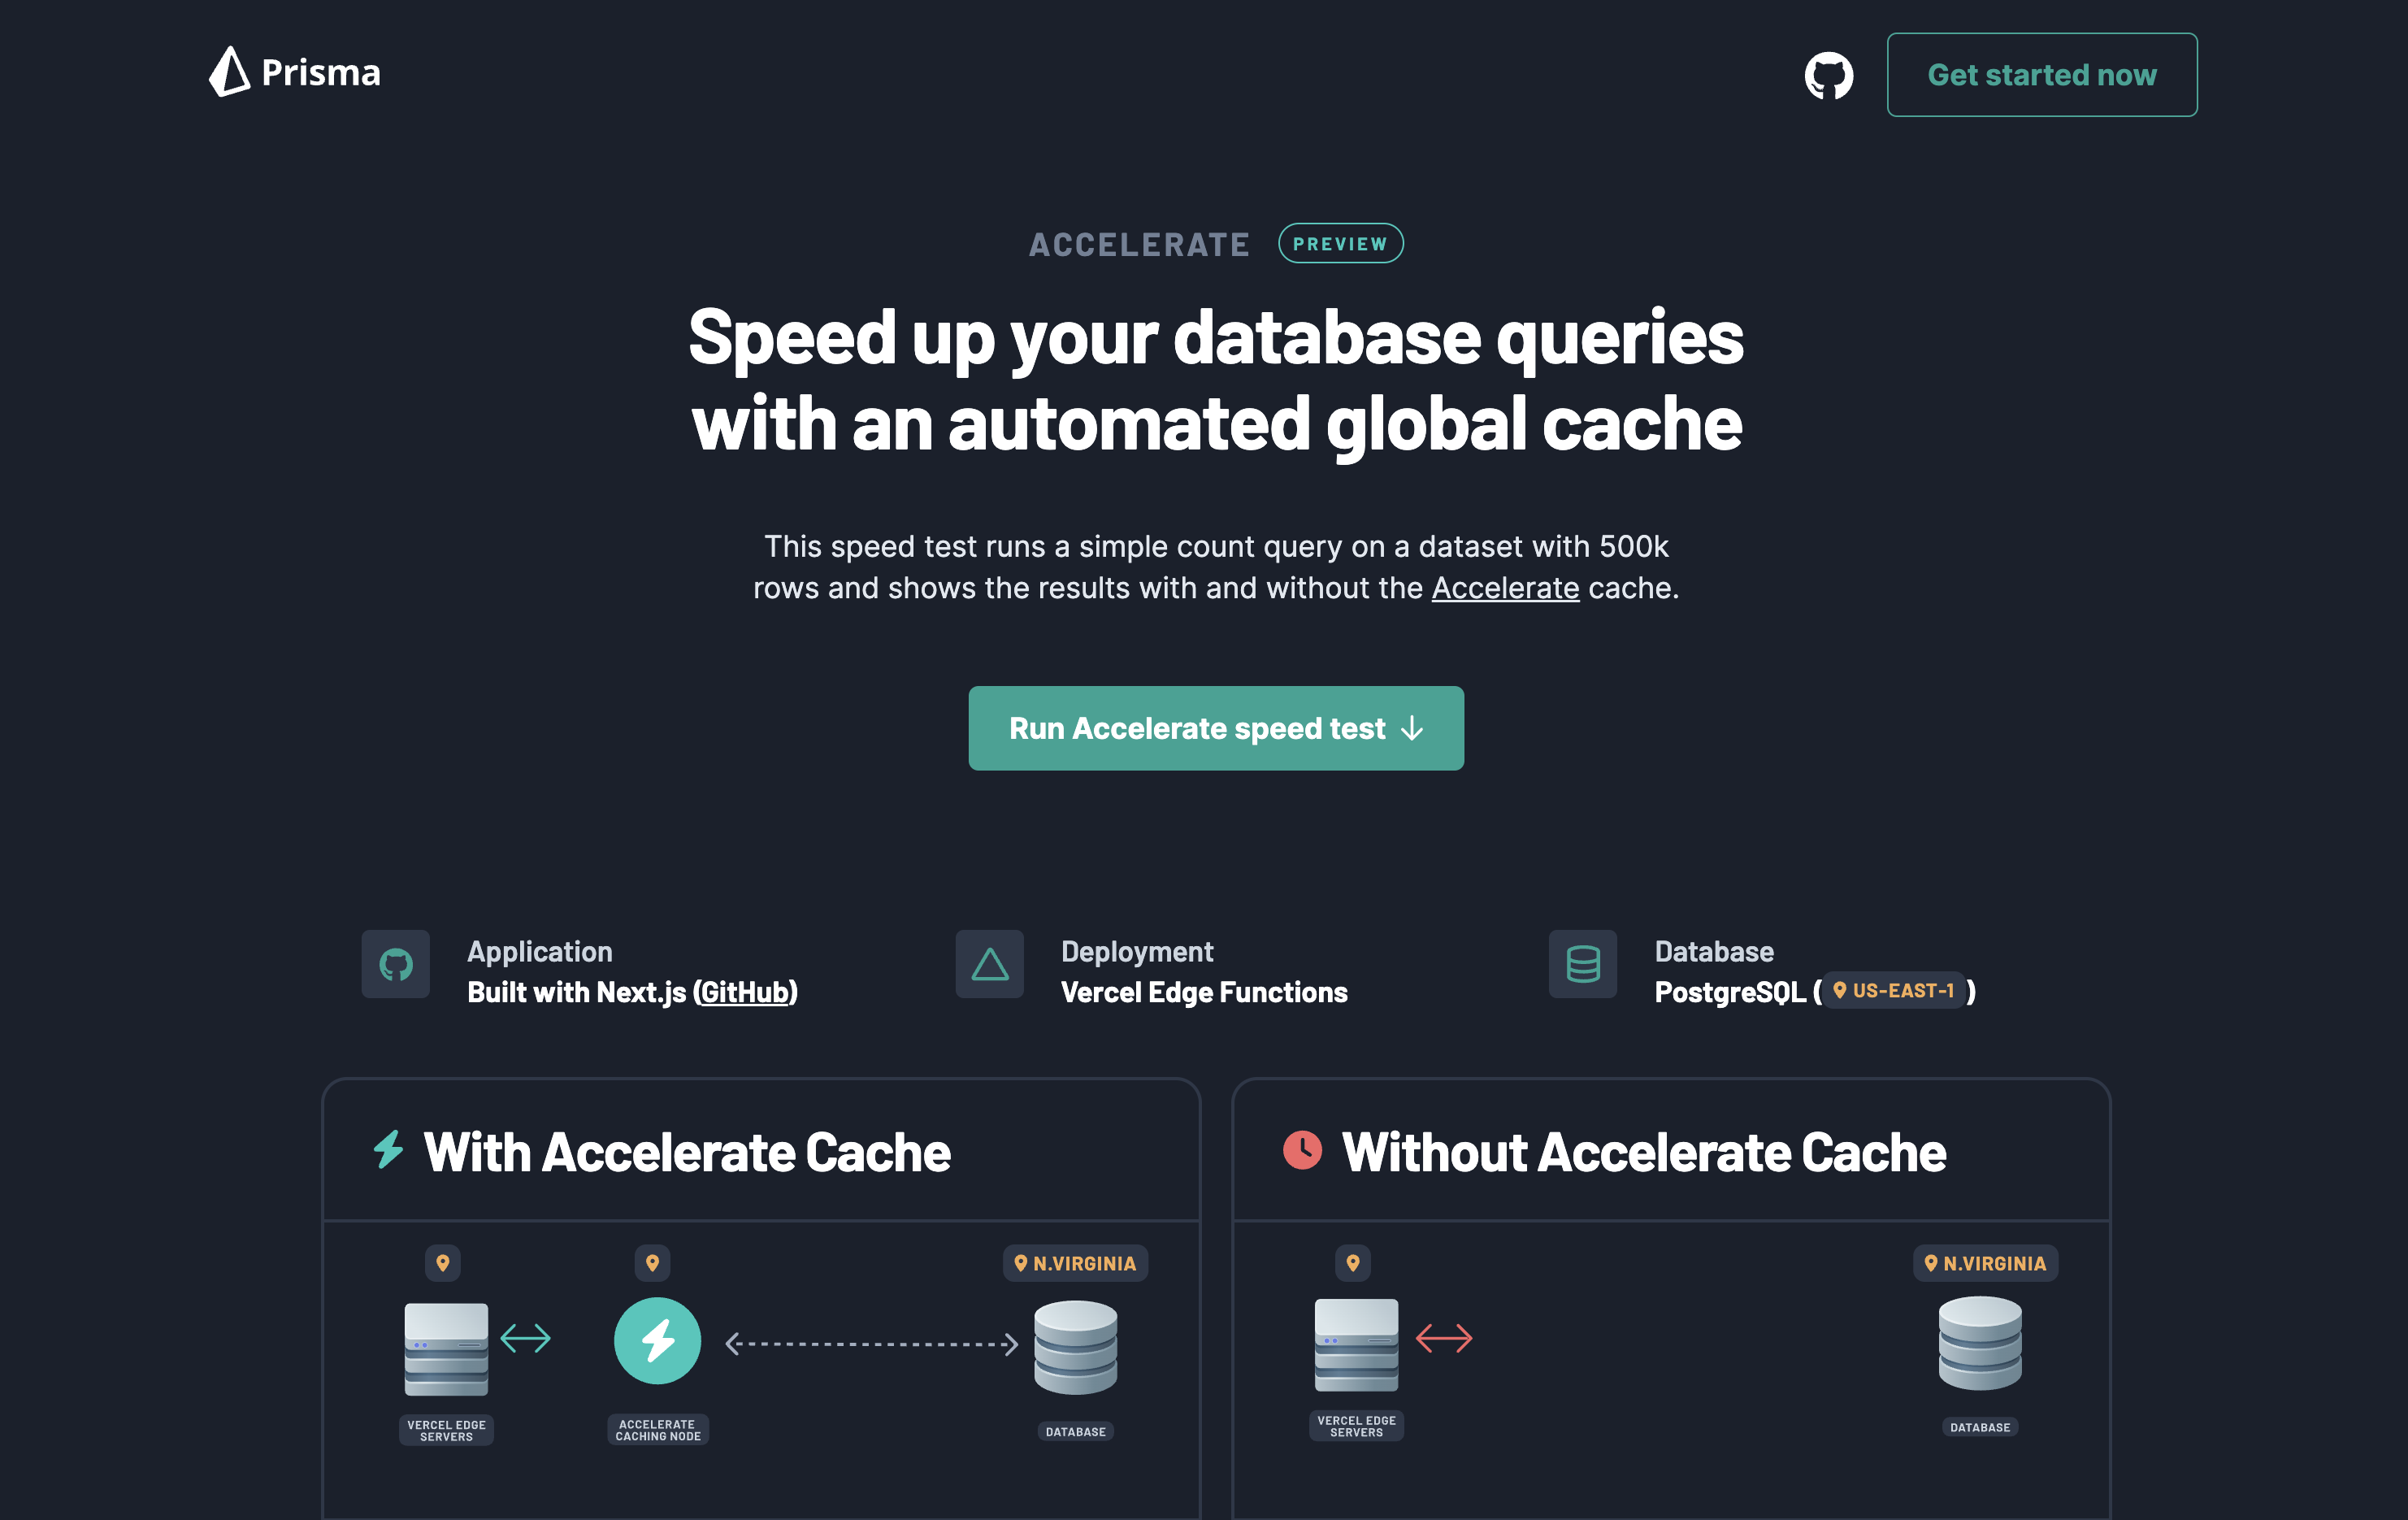 Prisma
Get started now
ACCELERATE PREVIEW
Speed up your database queries
with an automated global cache
This speed test runs a simple count query on a dataset with 500k
rows and shows the results with and without the Accelerate cache.
Run Accelerate speed test ↓
Application
Built with Next.js (GitHub)
Deployment
Vercel Edge Functions
Database
PostgreSQL (US-EAST-1)
With Accelerate Cache
N.VIRGINIA
VERCEL EDGE
SERVERS
ACCELERATE
CACHING NODE
DATABASE
Without Accelerate Cache
N.VIRGINIA
VERCEL EDGE
SERVERS
DATABASE